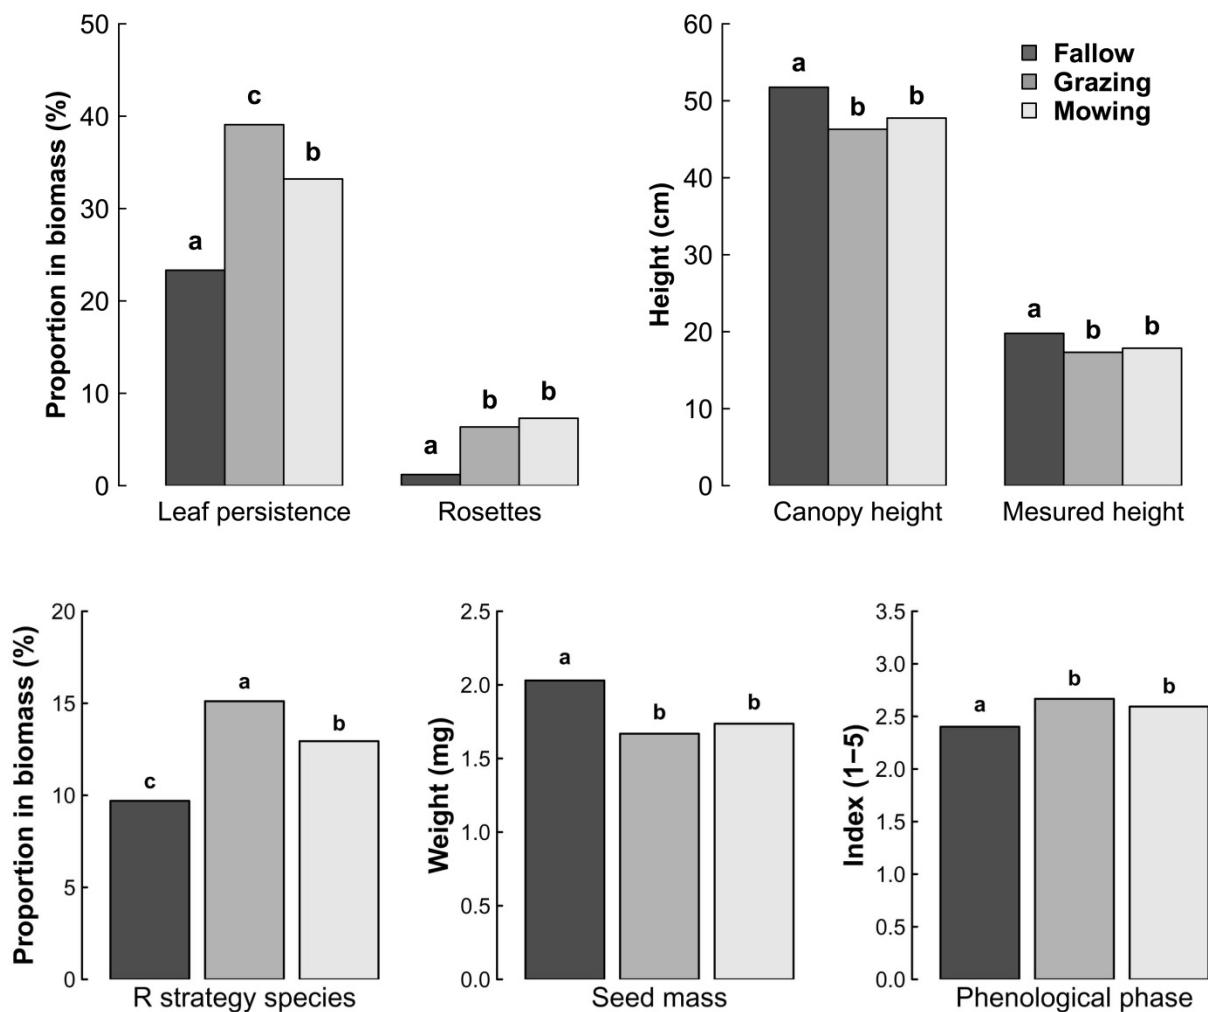 Proportion in biomass (%)
50
40
30
20
10
0
a
c
b
a
b
b
Leaf persistence
Rosettes
Height (cm)
60
50
40
30
20
10
0
a
b
b
a
b
b
Canopy height
Mesured height
Fallow
Grazing
Mowing
Proportion in biomass (%)
20
15
10
5
0
c
a
b
R strategy species
Weight (mg)
2.5
2.0
1.5
1.0
0.5
0.0
a
b
b
Seed mass
Index (1–5)
3.5
3.0
2.5
2.0
1.5
1.0
0.5
0.0
a
b
b
Phenological phase